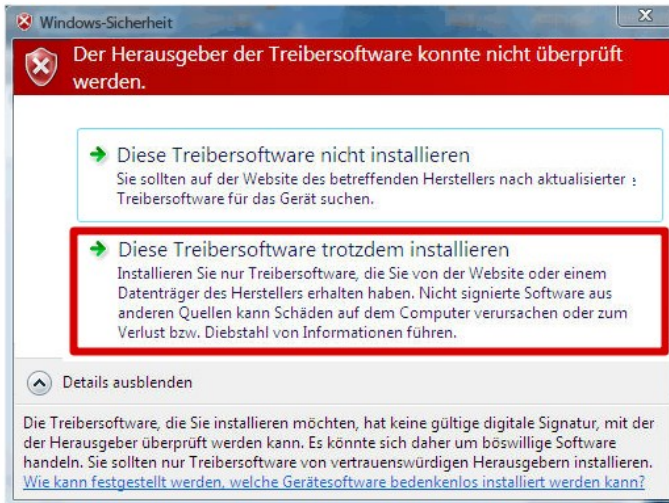 Windows-Sicherheit
Der Herausgeber der Treibersoftware konnte nicht überprüft
werden.
Diese Treibersoftware nicht installieren
Sie sollten auf der Website des betreffenden Herstellers nach aktualisierter
Treibersoftware für das Gerät suchen.
Diese Treibersoftware trotzdem installieren
Installieren Sie nur Treibersoftware, die Sie von der Website oder einem
Datenträger des Herstellers erhalten haben. Nicht signierte Software aus
anderen Quellen kann Schäden auf dem Computer verursachen oder zum
Verlust bzw. Diebstahl von Informationen führen.
Details ausblenden
Die Treibersoftware, die Sie installieren möchten, hat keine gültige digitale Signatur, mit der
der Herausgeber überprüft werden kann. Es könnte sich daher um böswillige Software
handeln. Sie sollten nur Treibersoftware von vertrauenswürdigen Herausgebern installieren.
Wie kann festgestellt werden, welche Gerätesoftware bedenkenlos installiert werden kann?